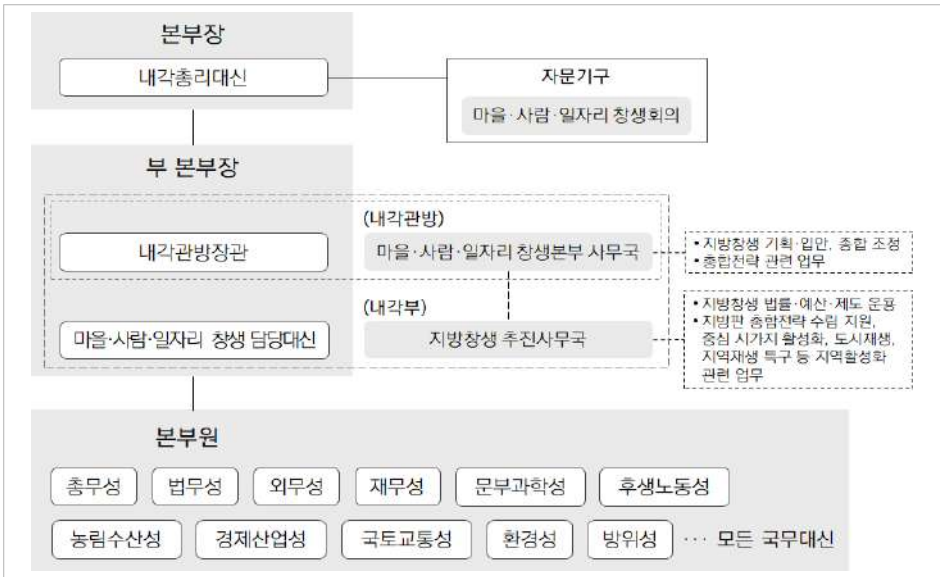 본부장
내각총리대신
자문기구
마을·사람·일자리 창생회의
부 본부장
(내각관방)
내각관방장관
마을·사람·일자리 창생본부 사무국
• 지방창생 기획·입안, 종합 조정
• 종합전략 관련 업무
(내각부)
마을·사람·일자리 창생 담당대신
지방창생 추진사무국
• 지방창생 법률·예산·제도 운용
• 지방판 종합전략 수립 지원,
중심 시가지 활성화, 도시재생,
지역재생 특구 등 지역활성화
관련 업무
본부원
총무성 법무성 외무성 재무성 문부과학성 후생노동성
농림수산성 경제산업성 국토교통성 환경성 방위성 ··· 모든 국무대신